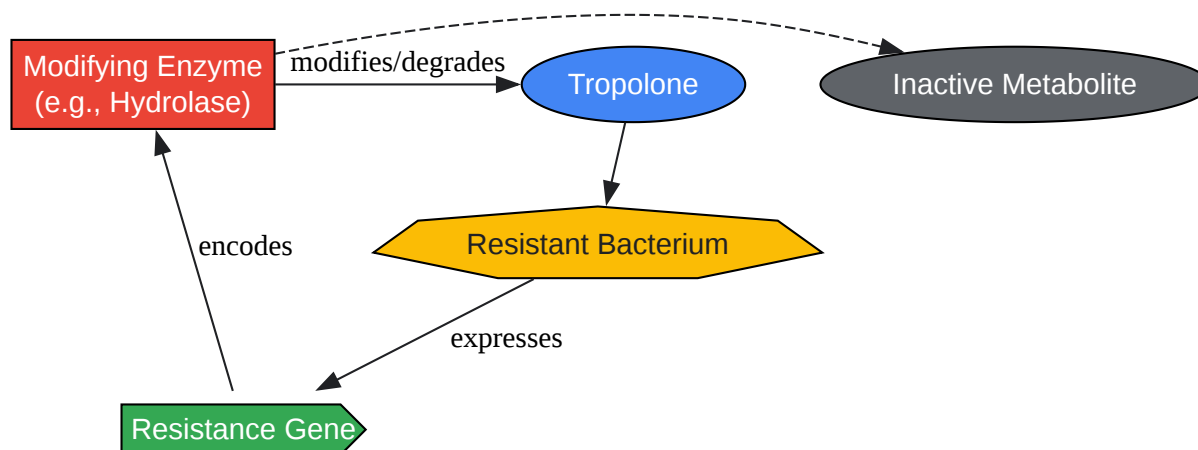 Modifying Enzyme
(e.g., Hydrolase)
modifies/degrades
Tropolone
Inactive Metabolite
Resistant Bacterium
encodes
expresses
Resistance Gene